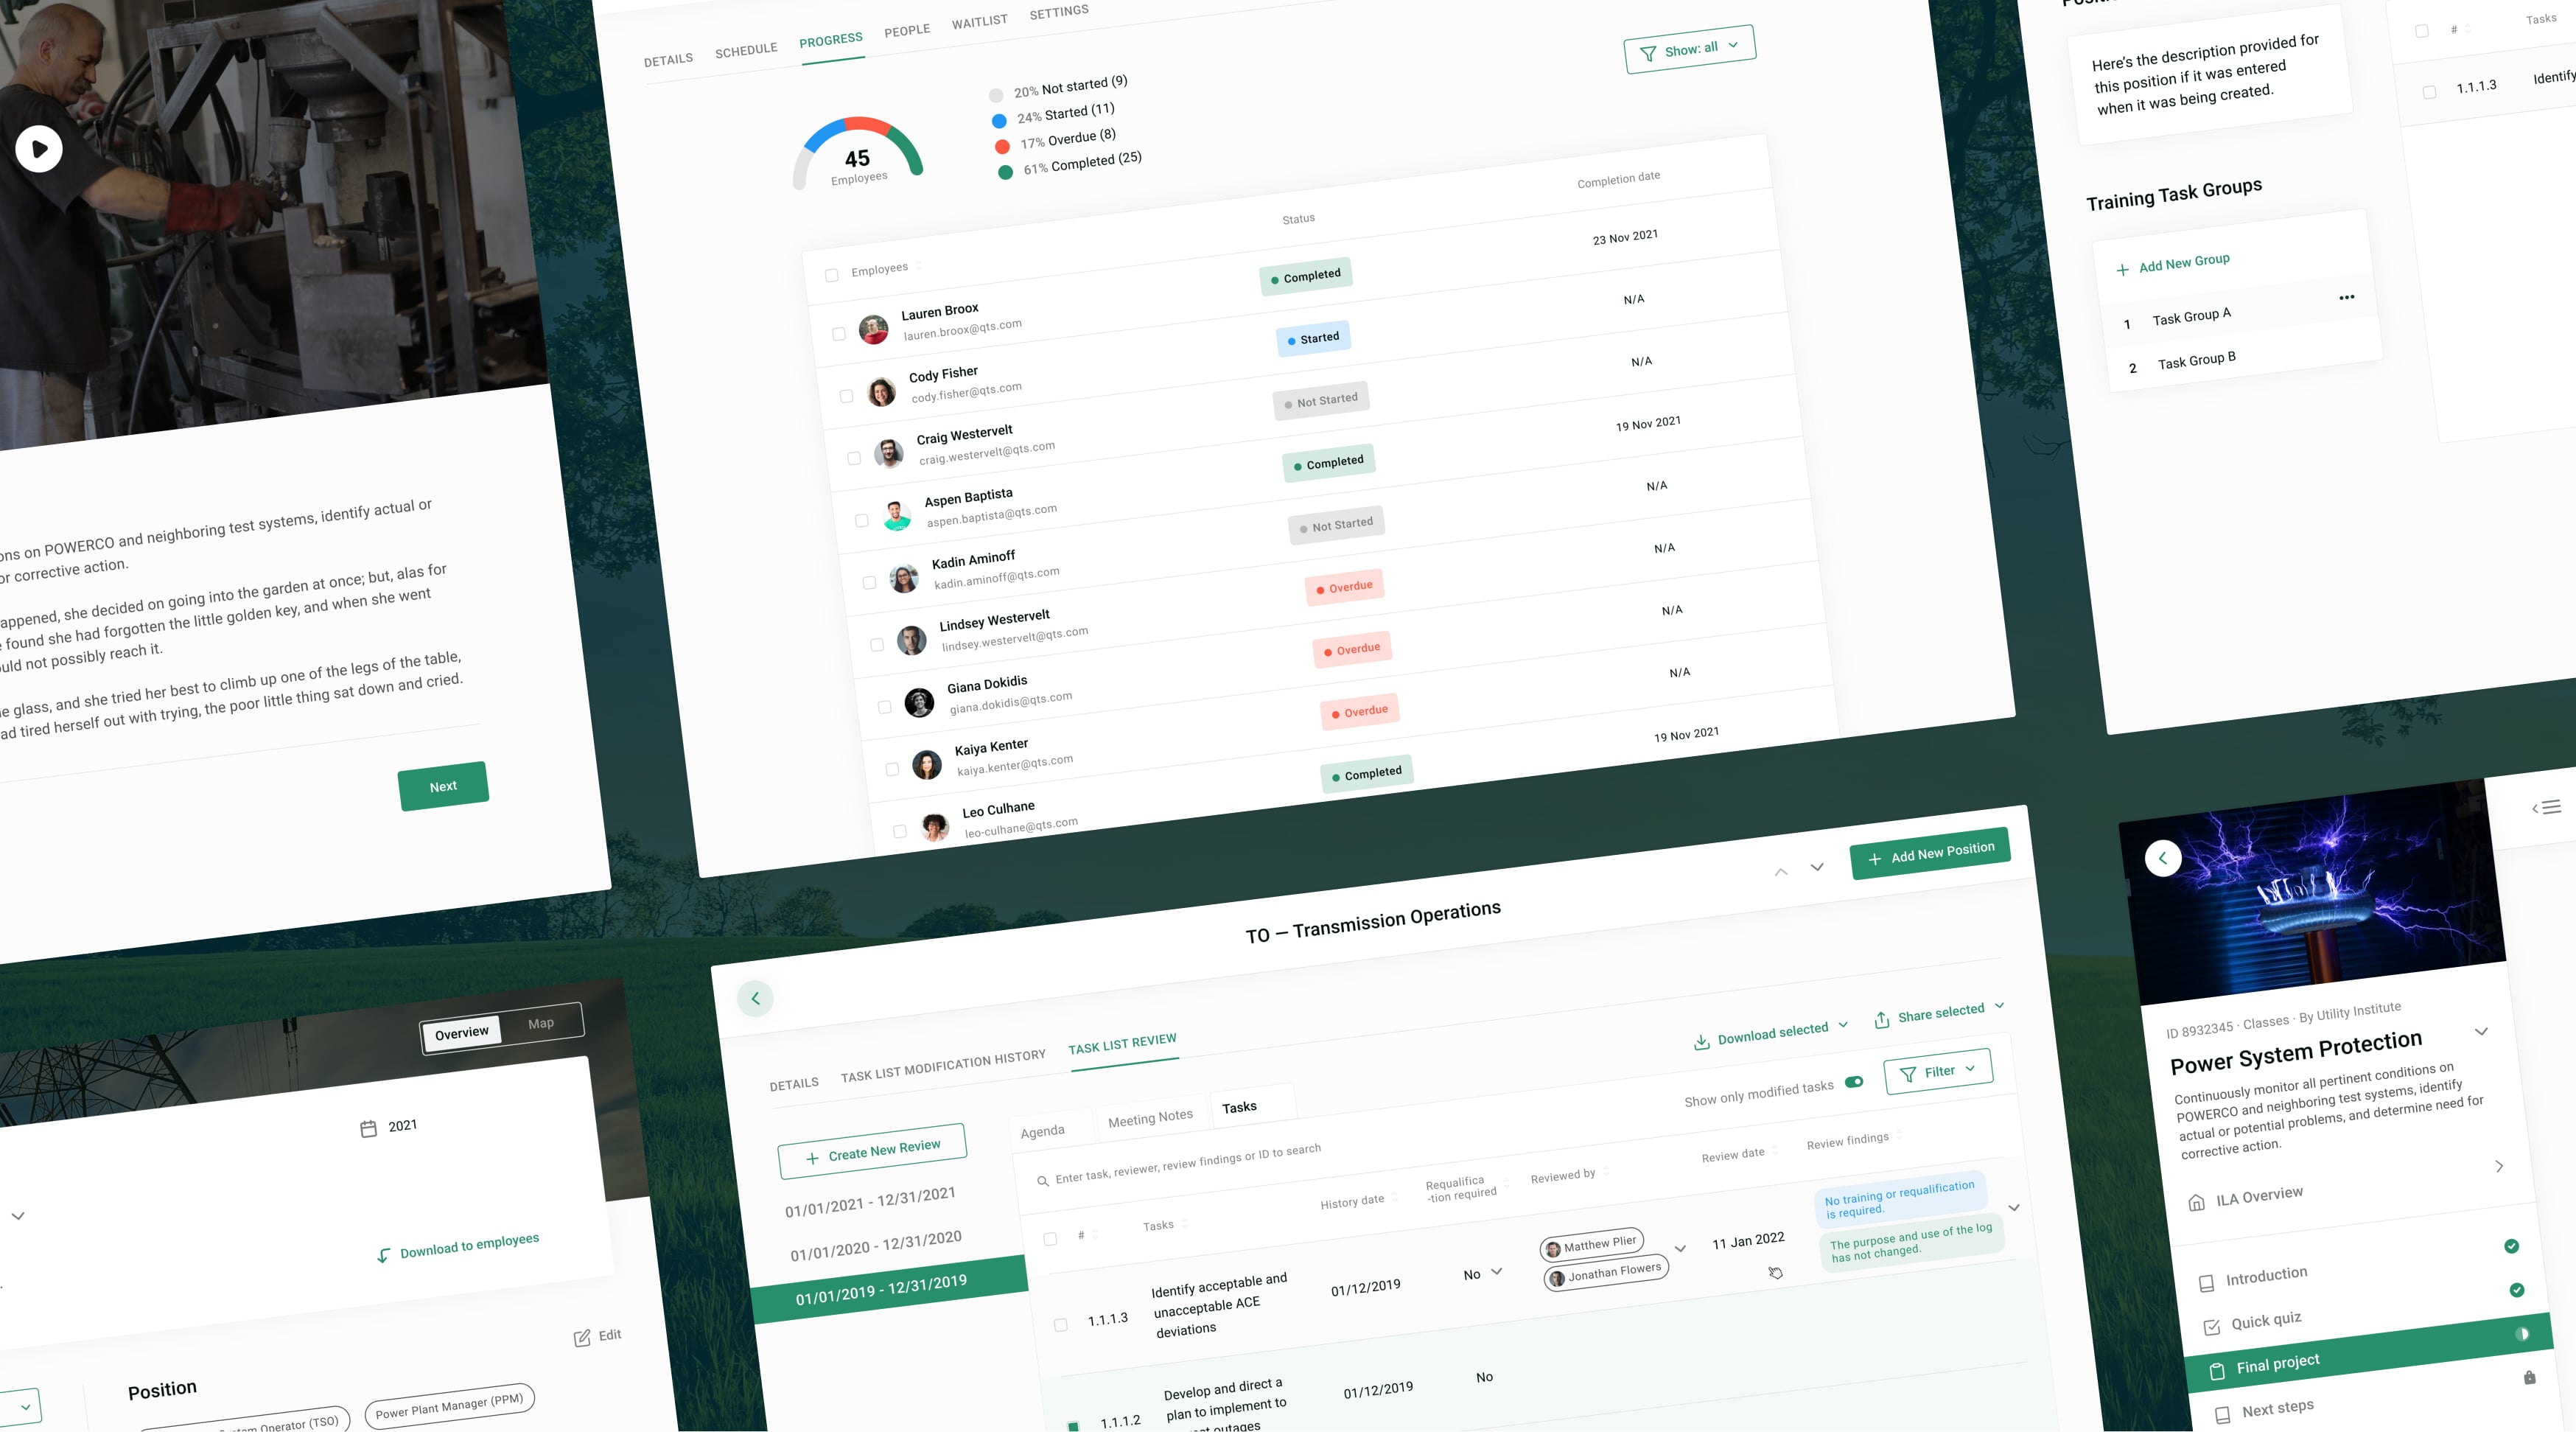 ons on POWERCO and neighboring test systems, identify actual or
or corrective action.
appened, she decided on going into the garden at once; but, alas for
found she had forgotten the little golden key, and when she went
uld not possibly reach it.
e glass, and she tried her best to climb up one of the legs of the table,
ad tired herself out with trying, the poor little thing sat down and cried.
Next
DETAILS
SCHEDULE
PROGRESS
PEOPLE
WAITLIST
SETTINGS
Show: all
45
Employees
20% Not started (9)
24% Started (11)
17% Overdue (8)
61% Completed (25)
Employees
Status
Completion date
Lauren Broox
lauren.broox@qts.com
Completed
23 Nov 2021
Cody Fisher
cody.fisher@qts.com
Started
N/A
Craig Westervelt
craig.westervelt@qts.com
Not Started
N/A
Aspen Baptista
aspen.baptista@qts.com
Completed
19 Nov 2021
Kadin Aminoff
kadin.aminoff@qts.com
Not Started
N/A
Lindsey Westervelt
lindsey.westervelt@qts.com
Overdue
N/A
Giana Dokidis
giana.dokidis@qts.com
Overdue
N/A
Kaiya Kenter
kaiya.kenter@qts.com
Overdue
N/A
Leo Culhane
leo-culhane@qts.com
Completed
19 Nov 2021
Here's the description provided for
this position if it was entered
when it was being created.
Training Task Groups
Add New Group
1 Task Group A
2 Task Group B
#
Tasks
1.1.1.3
Identify
Overview
Map
2021
Download to employees
Edit
Position
Operator (TSO)
Power Plant Manager (PPM)
TO — Transmission Operations
Add New Position
DETAILS
TASK LIST MODIFICATION HISTORY
TASK LIST REVIEW
Download selected
Share selected
Create New Review
01/01/2021 - 12/31/2021
01/01/2020 - 12/31/2020
01/01/2019 - 12/31/2019
Agenda
Meeting Notes
Tasks
Show only modified tasks
Filter
Enter task, reviewer, review findings or ID to search
#
Tasks
History date
Requalifica
-tion required
Reviewed by
Review date
Review findings
1.1.1.3
Identify acceptable and
unacceptable ACE
deviations
01/12/2019
No
Matthew Plier
Jonathan Flowers
11 Jan 2022
No training or requalification
is required.
The purpose and use of the log
has not changed.
1.1.1.2
Develop and direct a
plan to implement to
outages
01/12/2019
No
ID 8932345 · Classes · By Utility Institute
Power System Protection
Continuously monitor all pertinent conditions on
POWERCO and neighboring test systems, identify
actual or potential problems, and determine need for
corrective action.
ILA Overview
Introduction
Quick quiz
Final project
Next steps